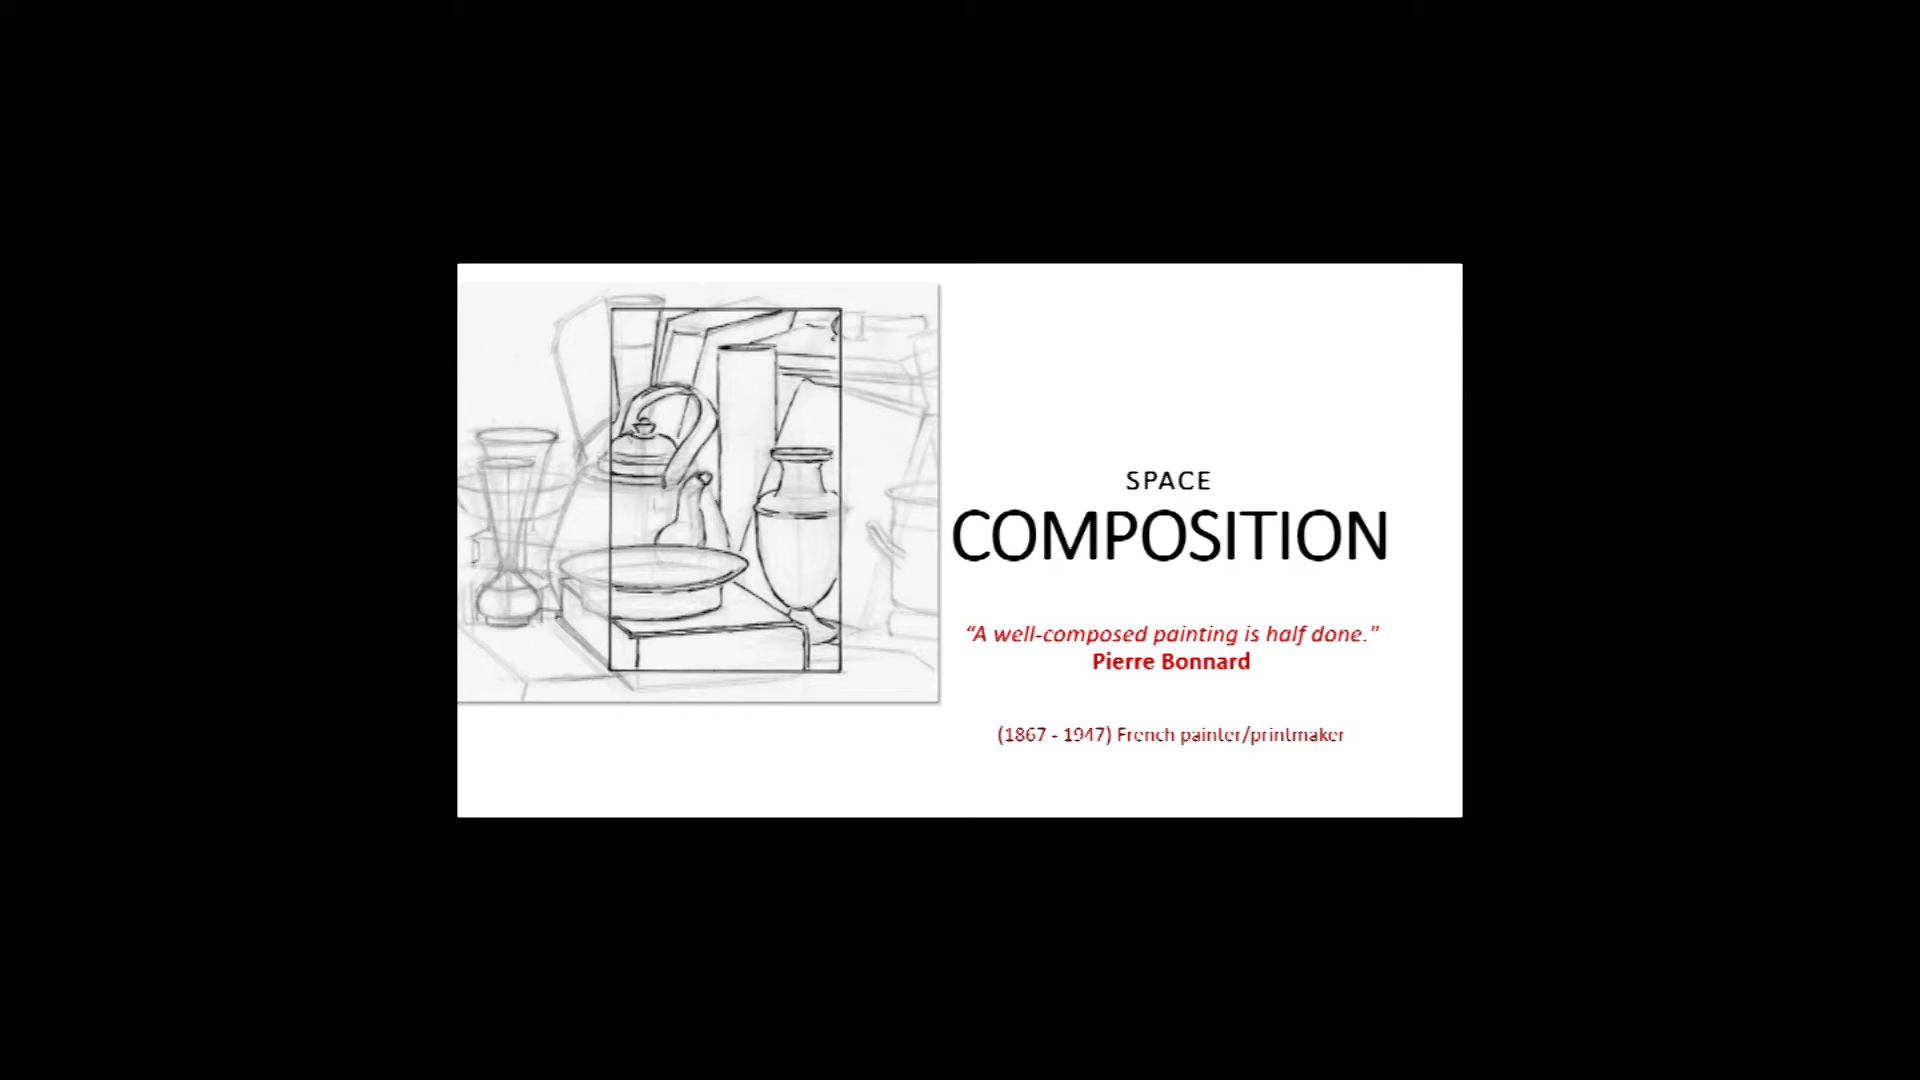 SPACE
COMPOSITION
“A well-composed painting is half done."
Pierre Bonnard
(1867 - 1947) French painter/printmaker